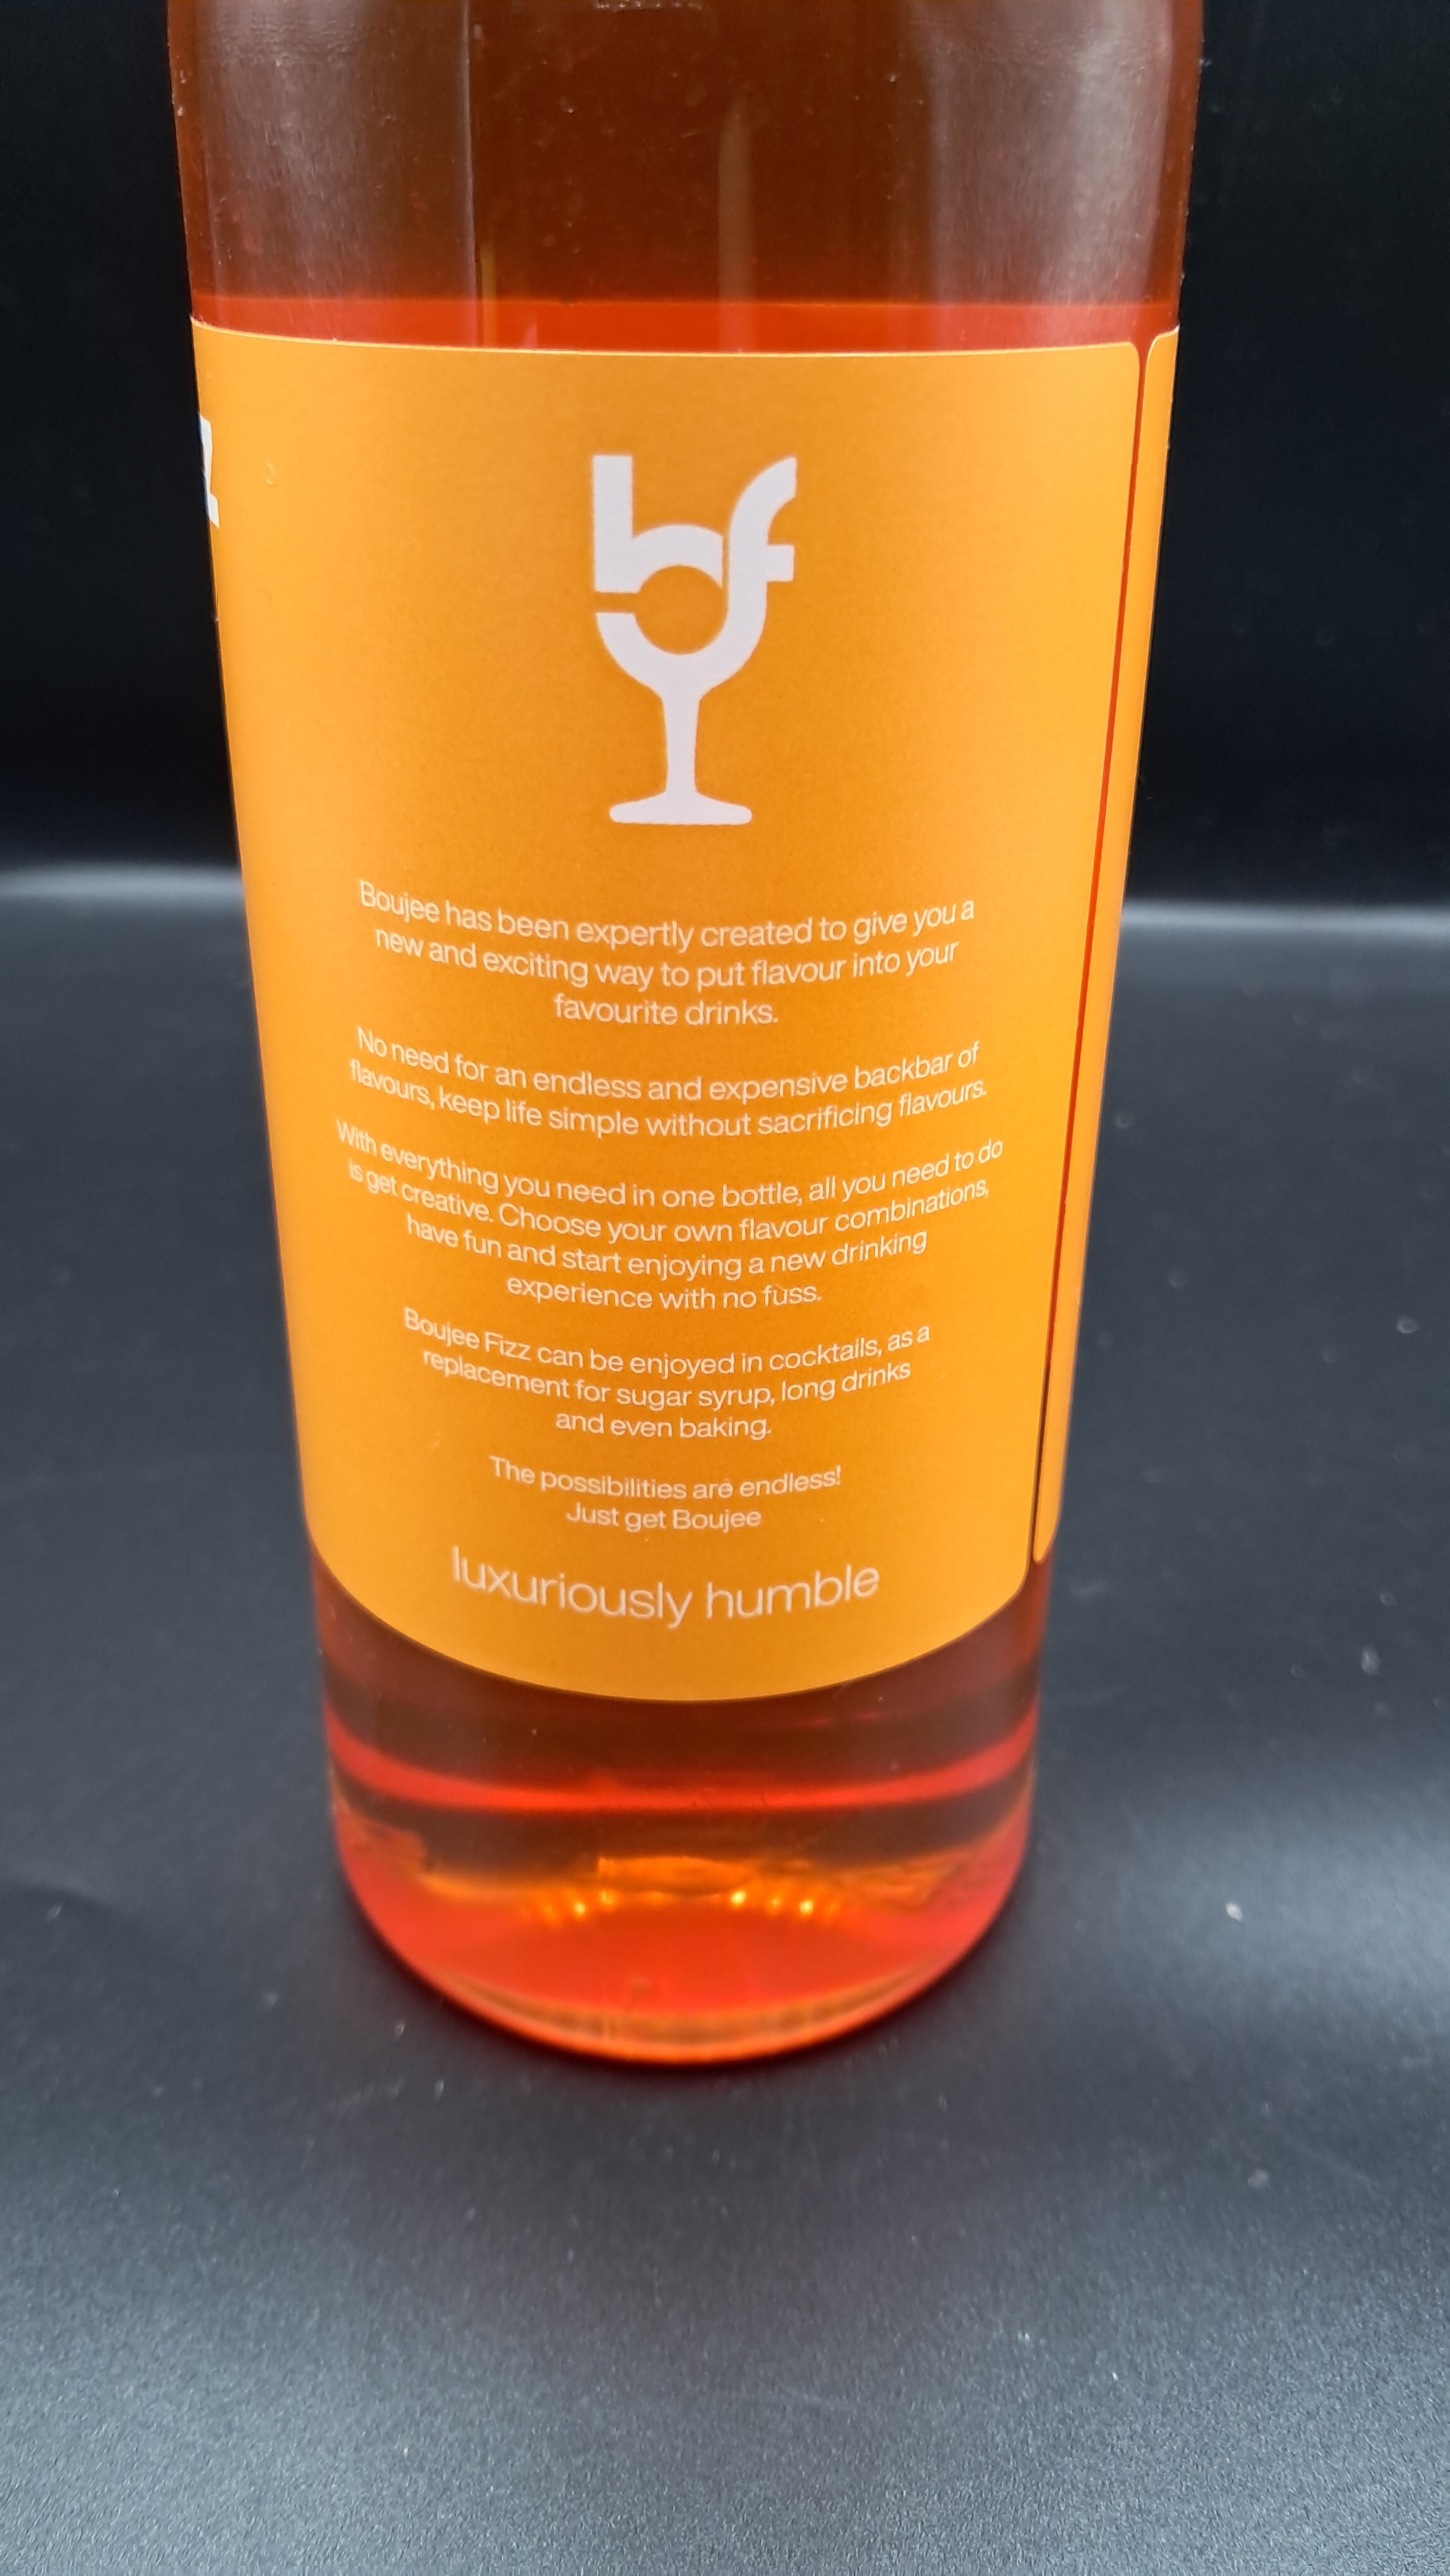 z
bf
Boujee has been expertly created to give you a
new and exciting way to put flavour into your
favourite drinks.
No need for an endless and expensive backbar of
flavours, keep life simple without sacrificing flavours.
With everything you need in one bottle, all you need to do
is get creative. Choose your own flavour combinations,
have fun and start enjoying a new drinking
experience with no fuss.
Boujee Fizz can be enjoyed in cocktails, as a
replacement for sugar syrup, long drinks
and even baking.
The possibilities are endless!
Just get Boujee
luxuriously humble